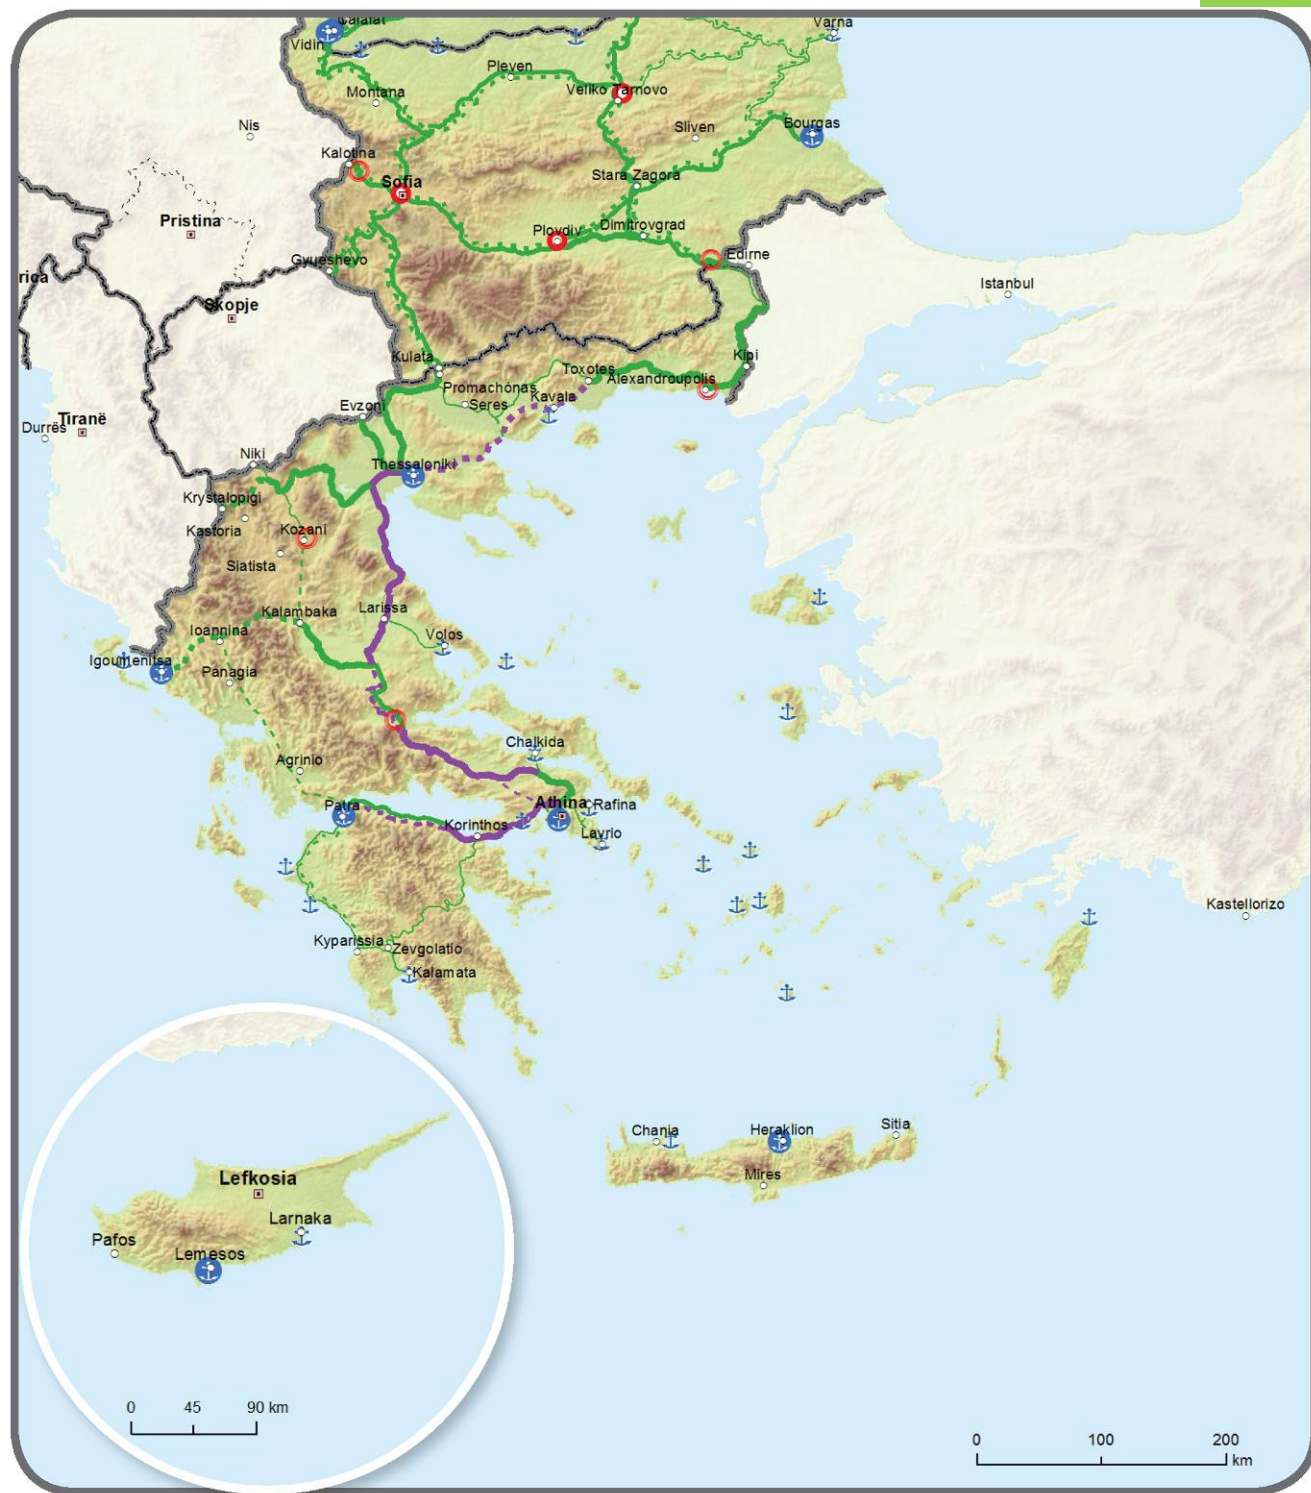 Calafat
Varna
Vidin
Pleven
Montana
Veliko Tarnovo
Nis
Sliven
Bourgas
Kalotina
Sofia
Stara Zagora
Pristina
Plovdiv
Dimitrovgrad
Edirne
Gyueshevo
rica
Istanbul
Skopje
Kulata
Kipi
Toxotes
Promachonas
Alexandroupolis
Seres
Kavala
Evzoni
Tiranë
Durrës
Niki
Thessaloniki
Krystalopigi
Kastoria
Kozani
Siatista
Kalambaka
Larissa
Ioannina
Volos
Igoumenitsa
Panagia
Chalkida
Agrinio
Patra
Athina
Rafina
Korinthos
Lavrio
Kastellorizo
Kyparissia
Zevgolatio
Kalamata
Chania
Heraklion
Sitia
Mires
Lefkosia
Larnaka
Pafos
Lemesos
0 45 90 km
0 100 200
km